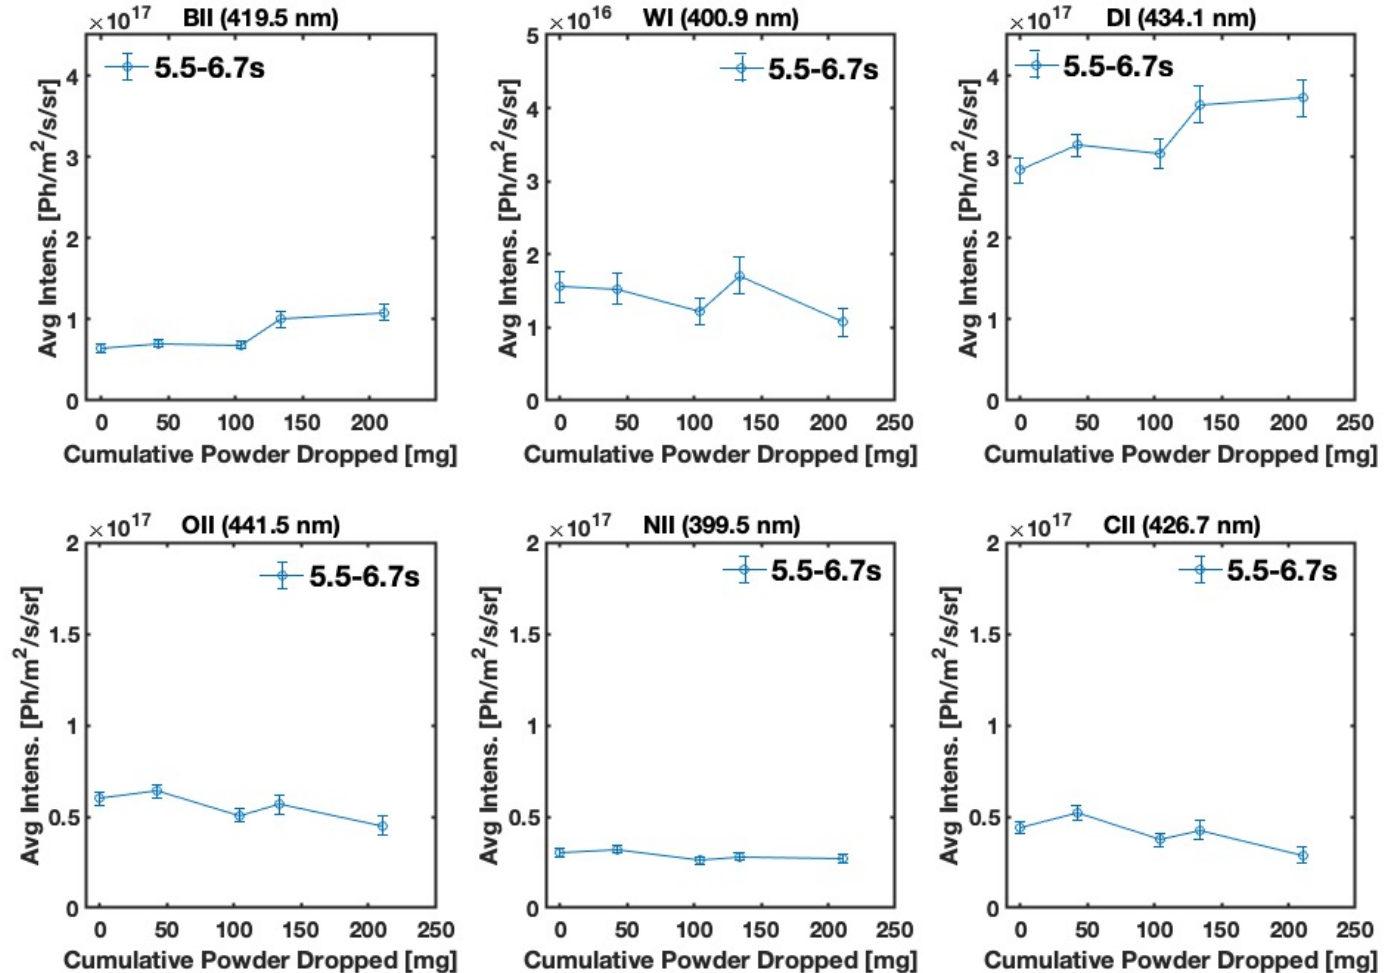 ×10^17 BII (419.5 nm)
4
3
2
1
0
Avg Intens. [Ph/m^2/s/sr]
5.5-6.7s
0 50 100 150 200
Cumulative Powder Dropped [mg]
×10^16 WI (400.9 nm)
5
4
3
2
1
0
Avg Intens. [Ph/m^2/s/sr]
5.5-6.7s
0 50 100 150 200 250
Cumulative Powder Dropped [mg]
×10^17 DI (434.1 nm)
4
3
2
1
0
Avg Intens. [Ph/m^2/s/sr]
5.5-6.7s
0 50 100 150 200 250
Cumulative Powder Dropped [mg]
×10^17 OII (441.5 nm)
2
1.5
1
0.5
0
Avg Intens. [Ph/m^2/s/sr]
5.5-6.7s
0 50 100 150 200 250
Cumulative Powder Dropped [mg]
×10^17 NII (399.5 nm)
2
1.5
1
0.5
0
Avg Intens. [Ph/m^2/s/sr]
5.5-6.7s
0 50 100 150 200 250
Cumulative Powder Dropped [mg]
×10^17 CII (426.7 nm)
2
1.5
1
0.5
0
Avg Intens. [Ph/m^2/s/sr]
5.5-6.7s
0 50 100 150 200 250
Cumulative Powder Dropped [mg]